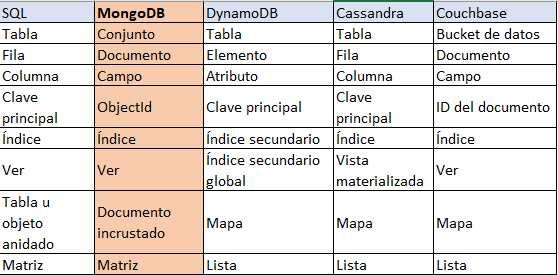 SQL MongoDB DynamoDB Cassandra Couchbase
Tabla Conjunto Tabla Tabla Bucket de datos
Fila Documento Elemento Fila Documento
Columna Campo Atributo Columna Campo
Clave principal ObjectId Clave principal Clave principal ID del documento
Índice Índice Índice secundario Índice Índice
Ver Ver Índice secundario global Vista materializada Ver
Tabla u objeto anidado Documento incrustado Mapa Mapa Mapa
Matriz Matriz Lista Lista Lista